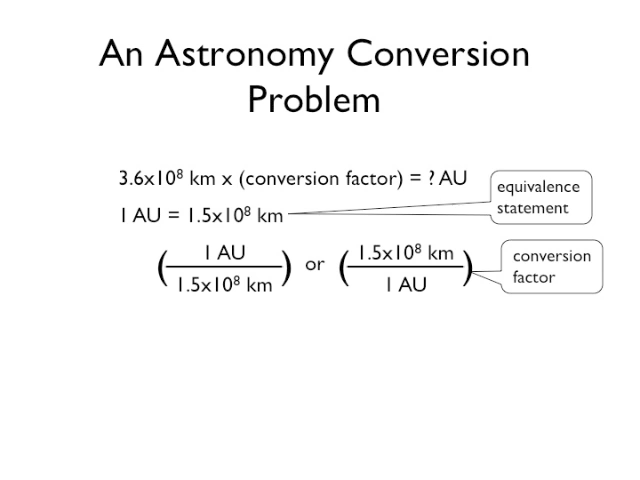 An Astronomy Conversion
Problem
3.6x10⁸ km x (conversion factor) = ? AU
1 AU = 1.5x10⁸ km
equivalence
statement
( 1 AU / 1.5x10⁸ km ) or ( 1.5x10⁸ km / 1 AU )
conversion
factor